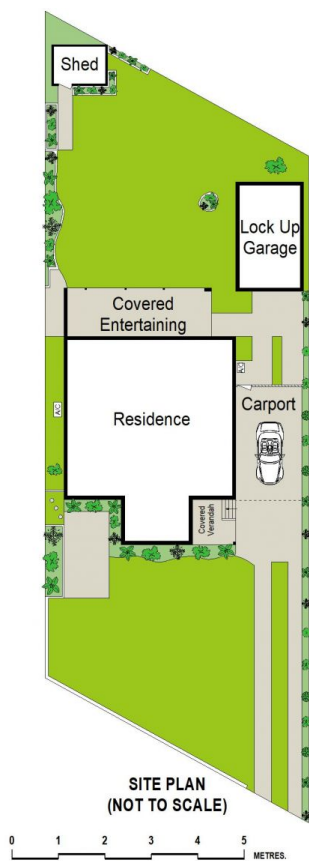 Shed
Lock Up
Garage
Covered
Entertaining
A/C
A/C
Residence
Carport
Covered
Verandah
SITE PLAN
(NOT TO SCALE)
0 1 2 3 4 5
METRES.